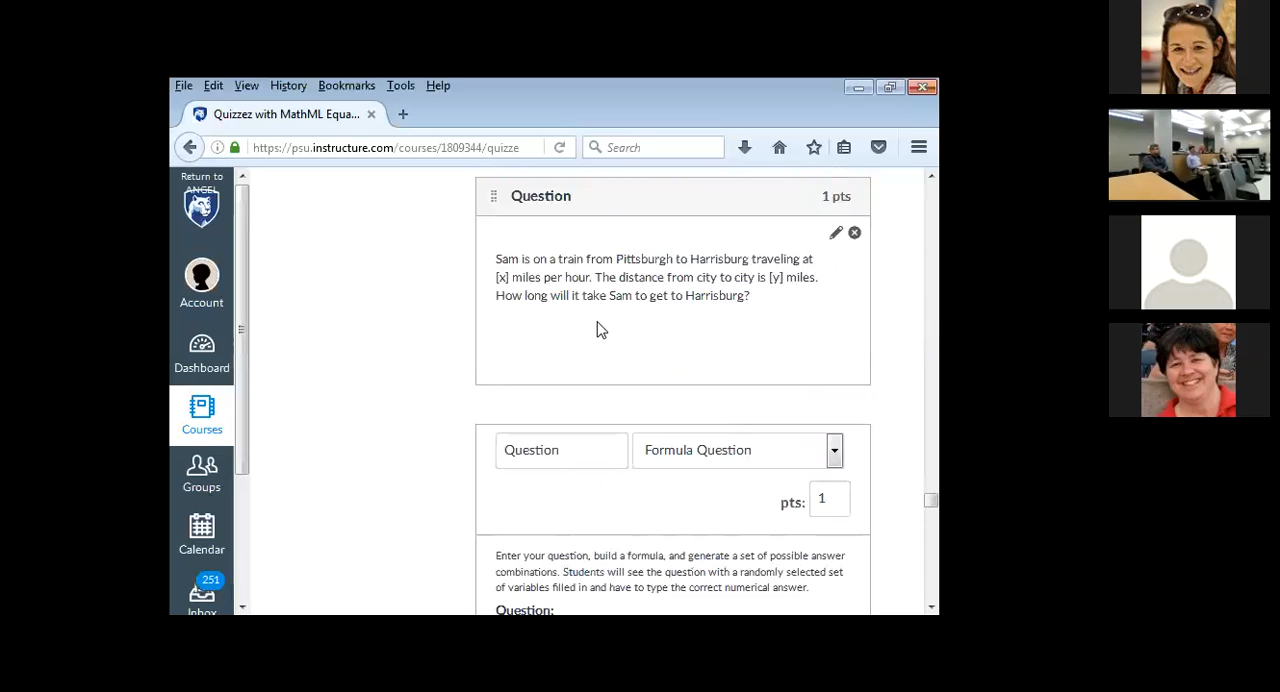 File Edit View History Bookmarks Tools Help
Quizzez with MathML Equa...
https://psu.instructure.com/courses/1809344/quizze
Search
Return to
ANGEL
Account
Dashboard
Courses
Groups
Calendar
251
Inbox
Question 1 pts
Sam is on a train from Pittsburgh to Harrisburg traveling at
[x] miles per hour. The distance from city to city is [y] miles.
How long will it take Sam to get to Harrisburg?
Question Formula Question
pts: 1
Enter your question, build a formula, and generate a set of possible answer
combinations. Students will see the question with a randomly selected set
of variables filled in and have to type the correct numerical answer.
Question: